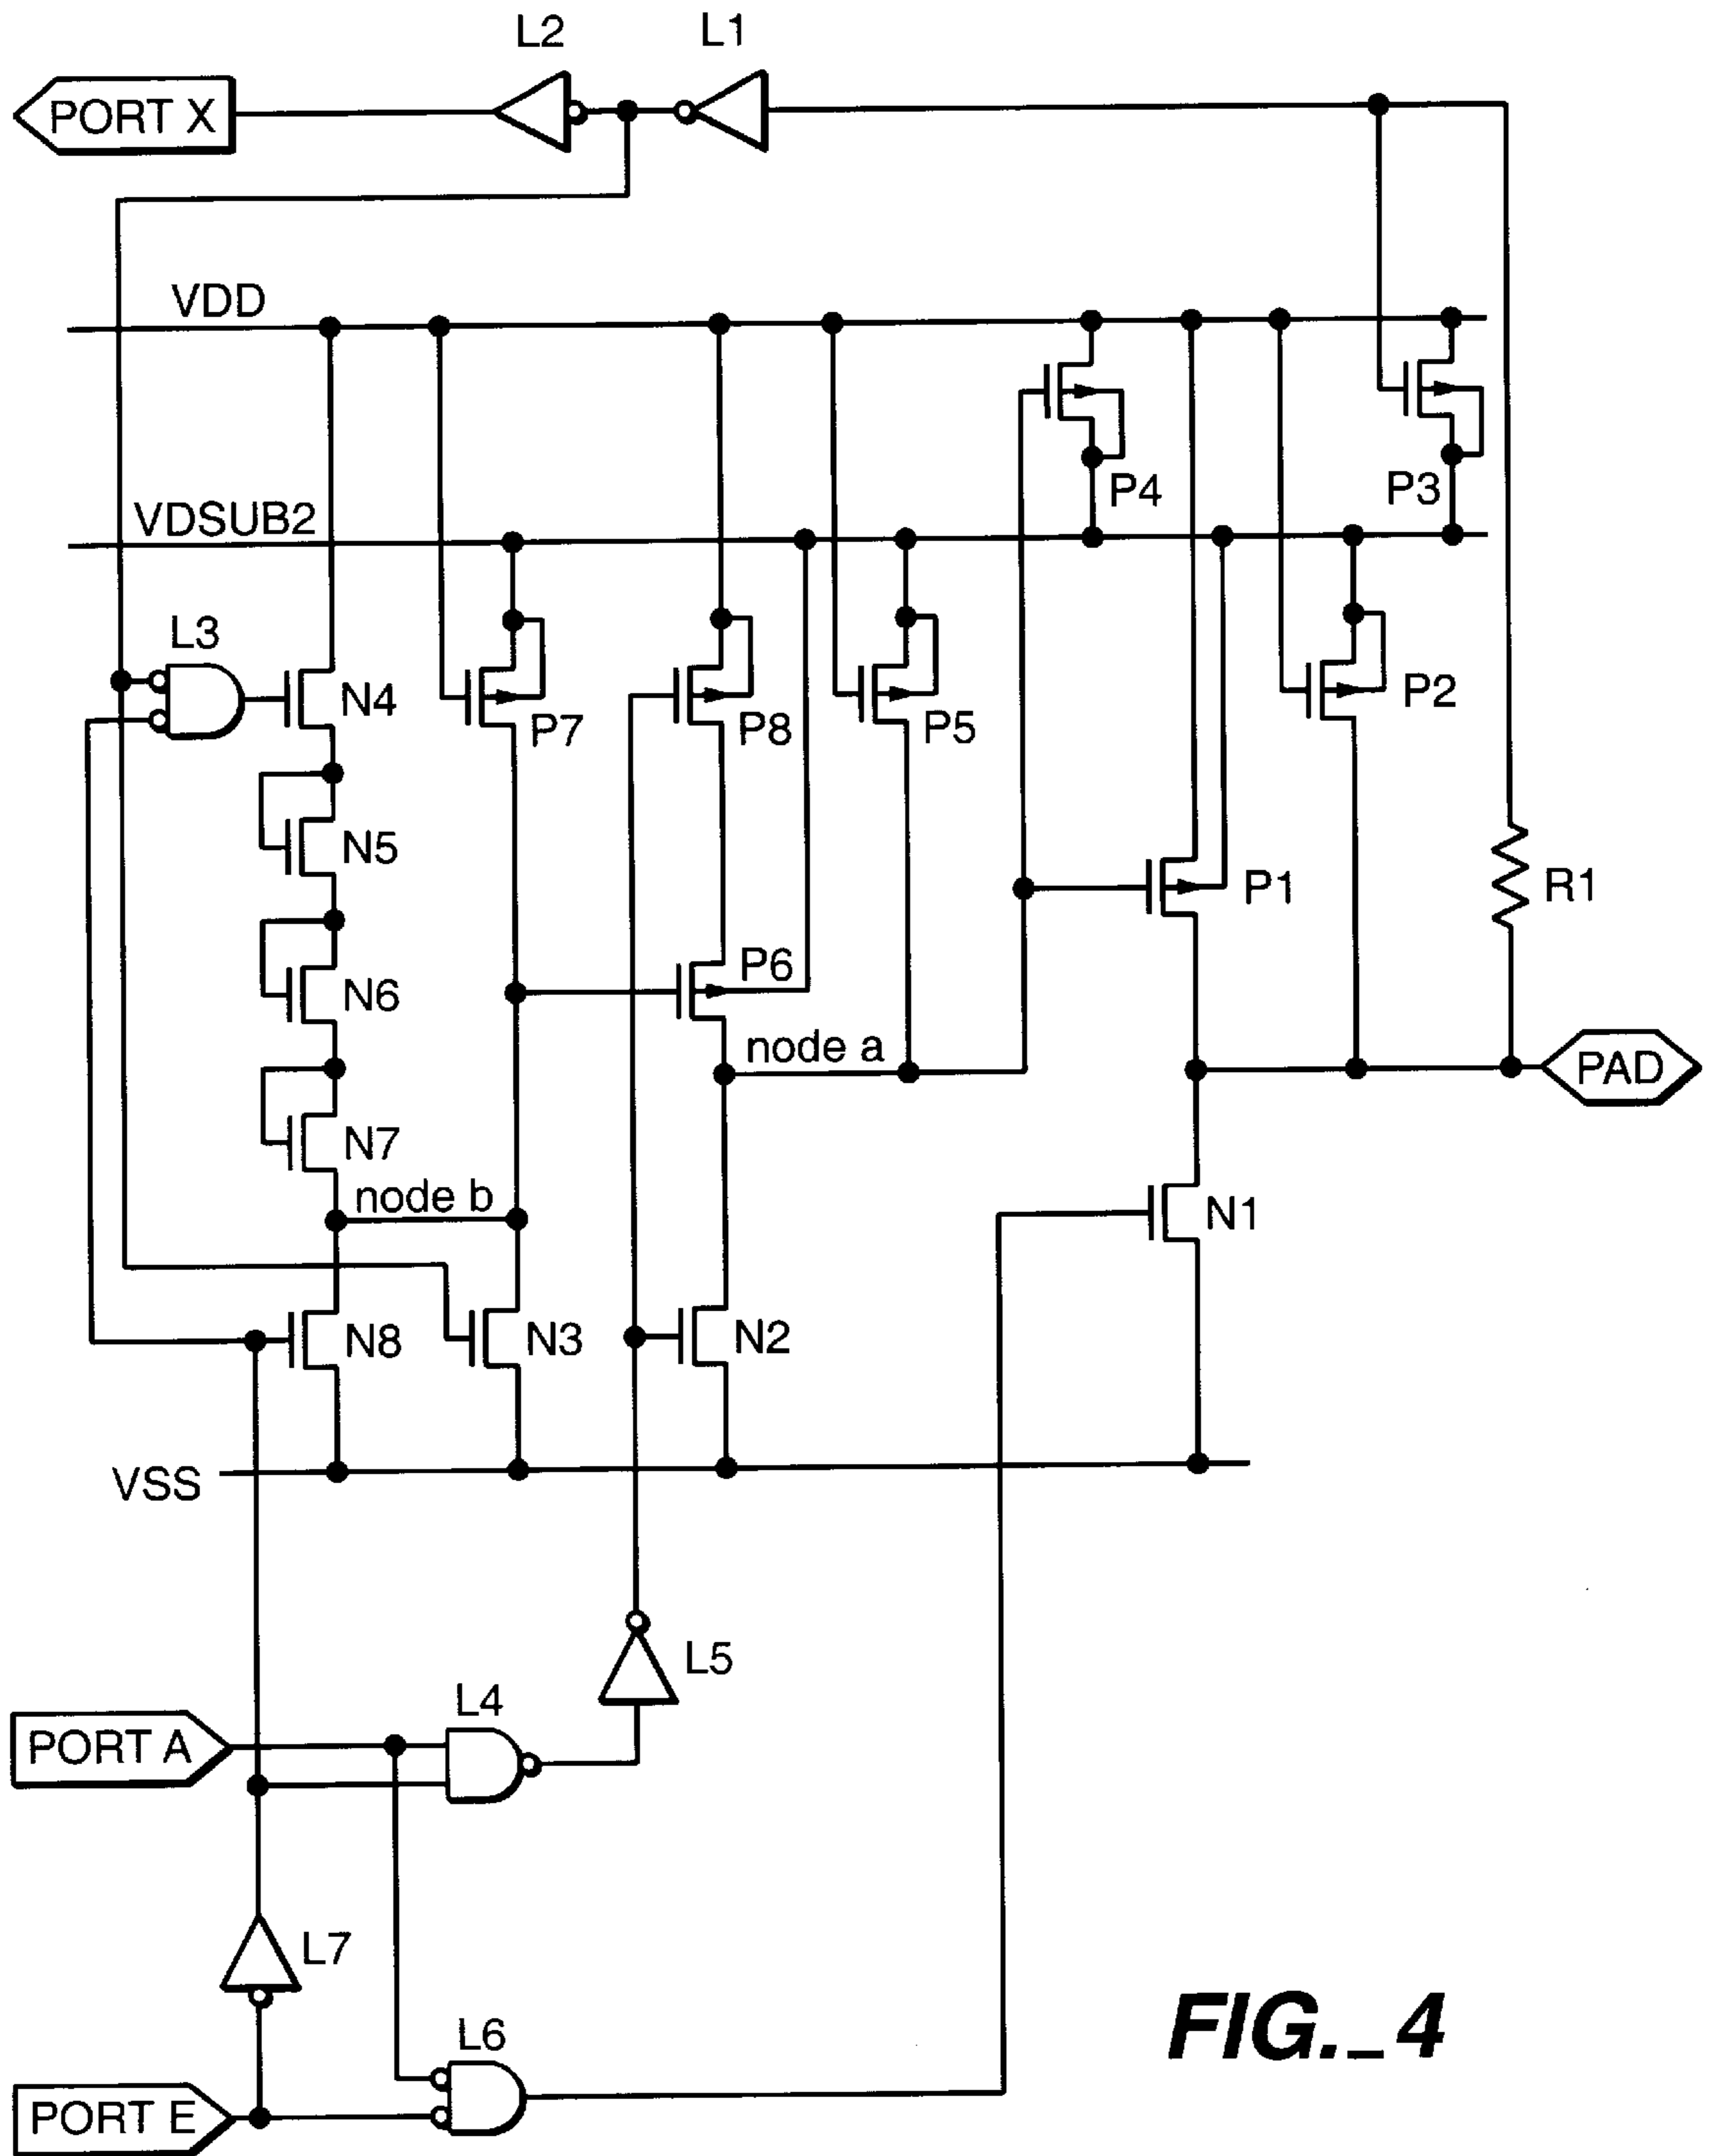 L2
L1
PORT X
VDD
P4
P3
VDSUB2
L3
N4
P7
P8
P5
P2
N5
P1
R1
P6
N6
node a
PAD
N7
node b
N1
N8
N3
N2
VSS
L5
L4
PORT A
L7
L6
PORT E
FIG._4